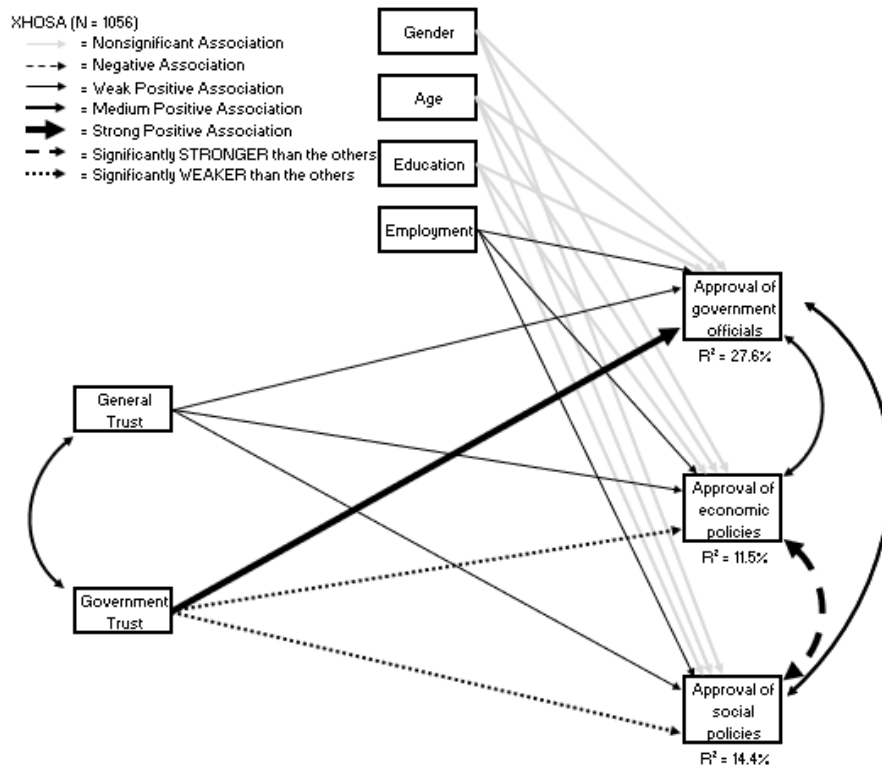 XHOSA (N = 1056)
= Nonsignificant Association
= Negative Association
= Weak Positive Association
= Medium Positive Association
= Strong Positive Association
= Significantly STRONGER than the others
= Significantly WEAKER than the others
Gender
Age
Education
Employment
Approval of
government
officials
R² = 27.6%
General
Trust
Approval of
economic
policies
R² = 11.5%
Government
Trust
Approval of
social
policies
R² = 14.4%